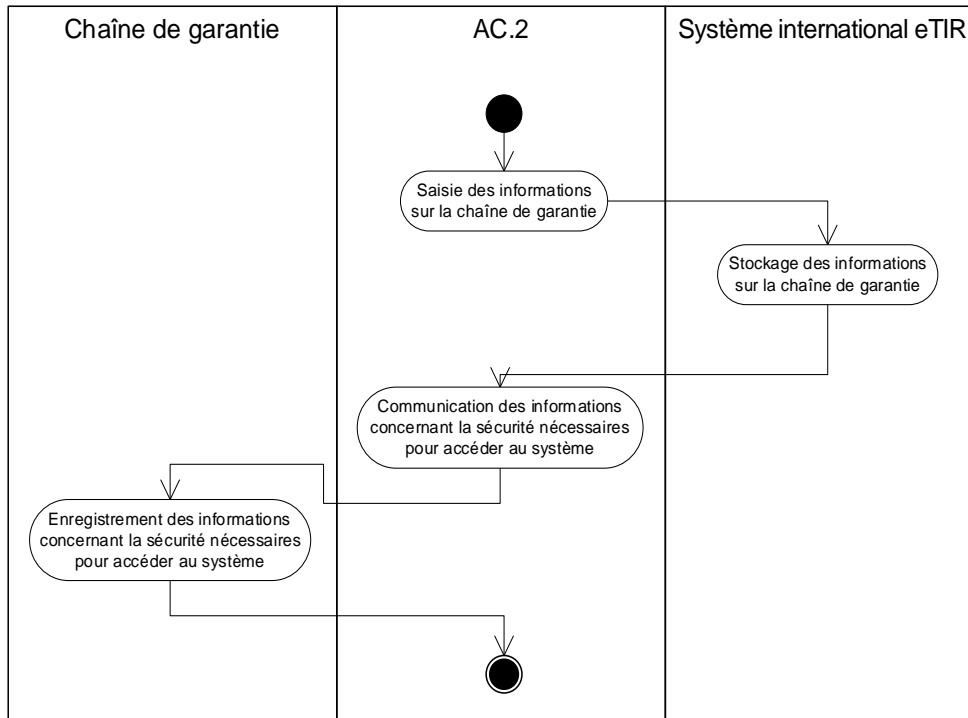 Chaîne de garantie
AC.2
Système international eTIR
Saisie des informations
sur la chaîne de garantie
Stockage des informations
sur la chaîne de garantie
Communication des informations
concernant la sécurité nécessaires
pour accéder au système
Enregistrement des informations
concernant la sécurité nécessaires
pour accéder au système